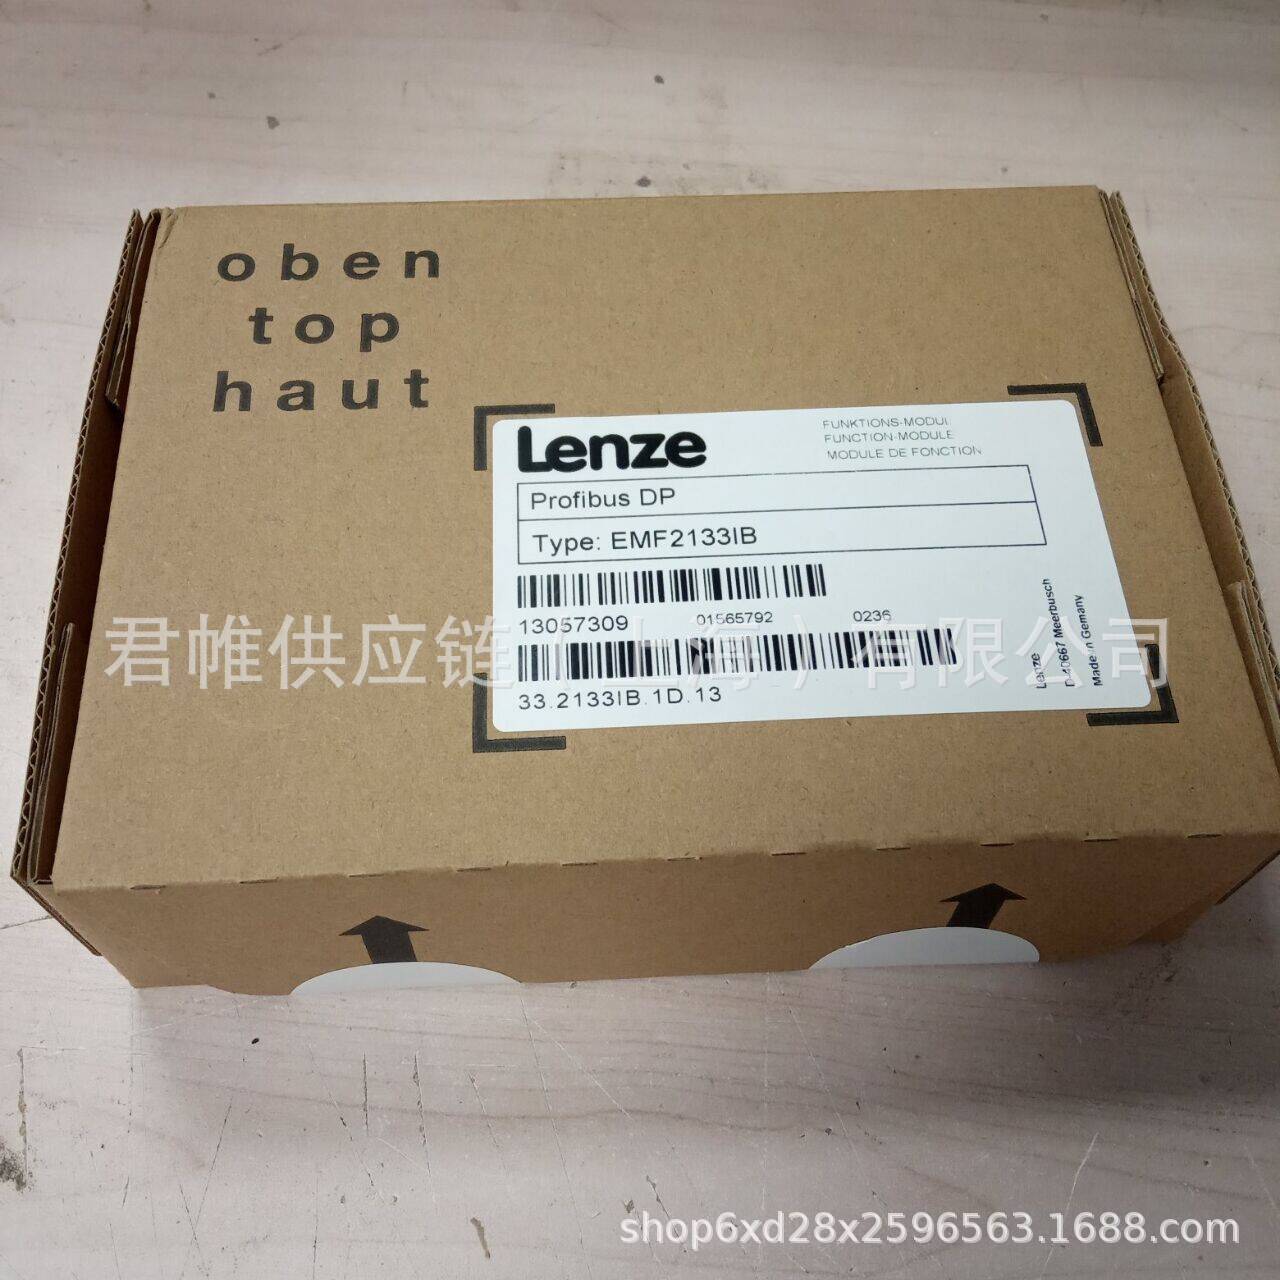 oben
top
haut
Lenze
FUNKTIONS-MODUL
FUNCTION-MODULE
MODULE DE FONCTION
Profibus DP
Type: EMF2133IB
13057309 01565792 0236
33.2133IB.1D.13
Lenze
D-40667 Meerbusch
Made in Germany
君帷供应链（上海）有限公司
shop6xd28x2596563.1688.com